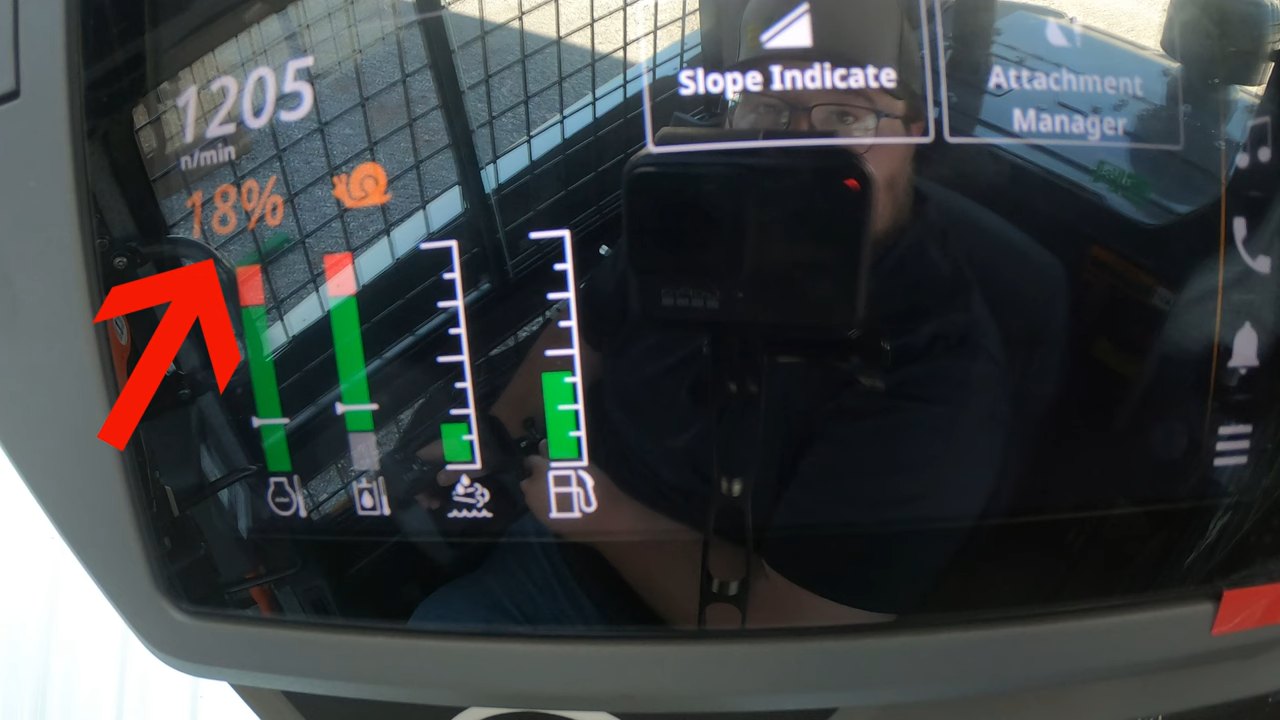 1205
n/min
18%
Slope Indicate
Attachment
Manager